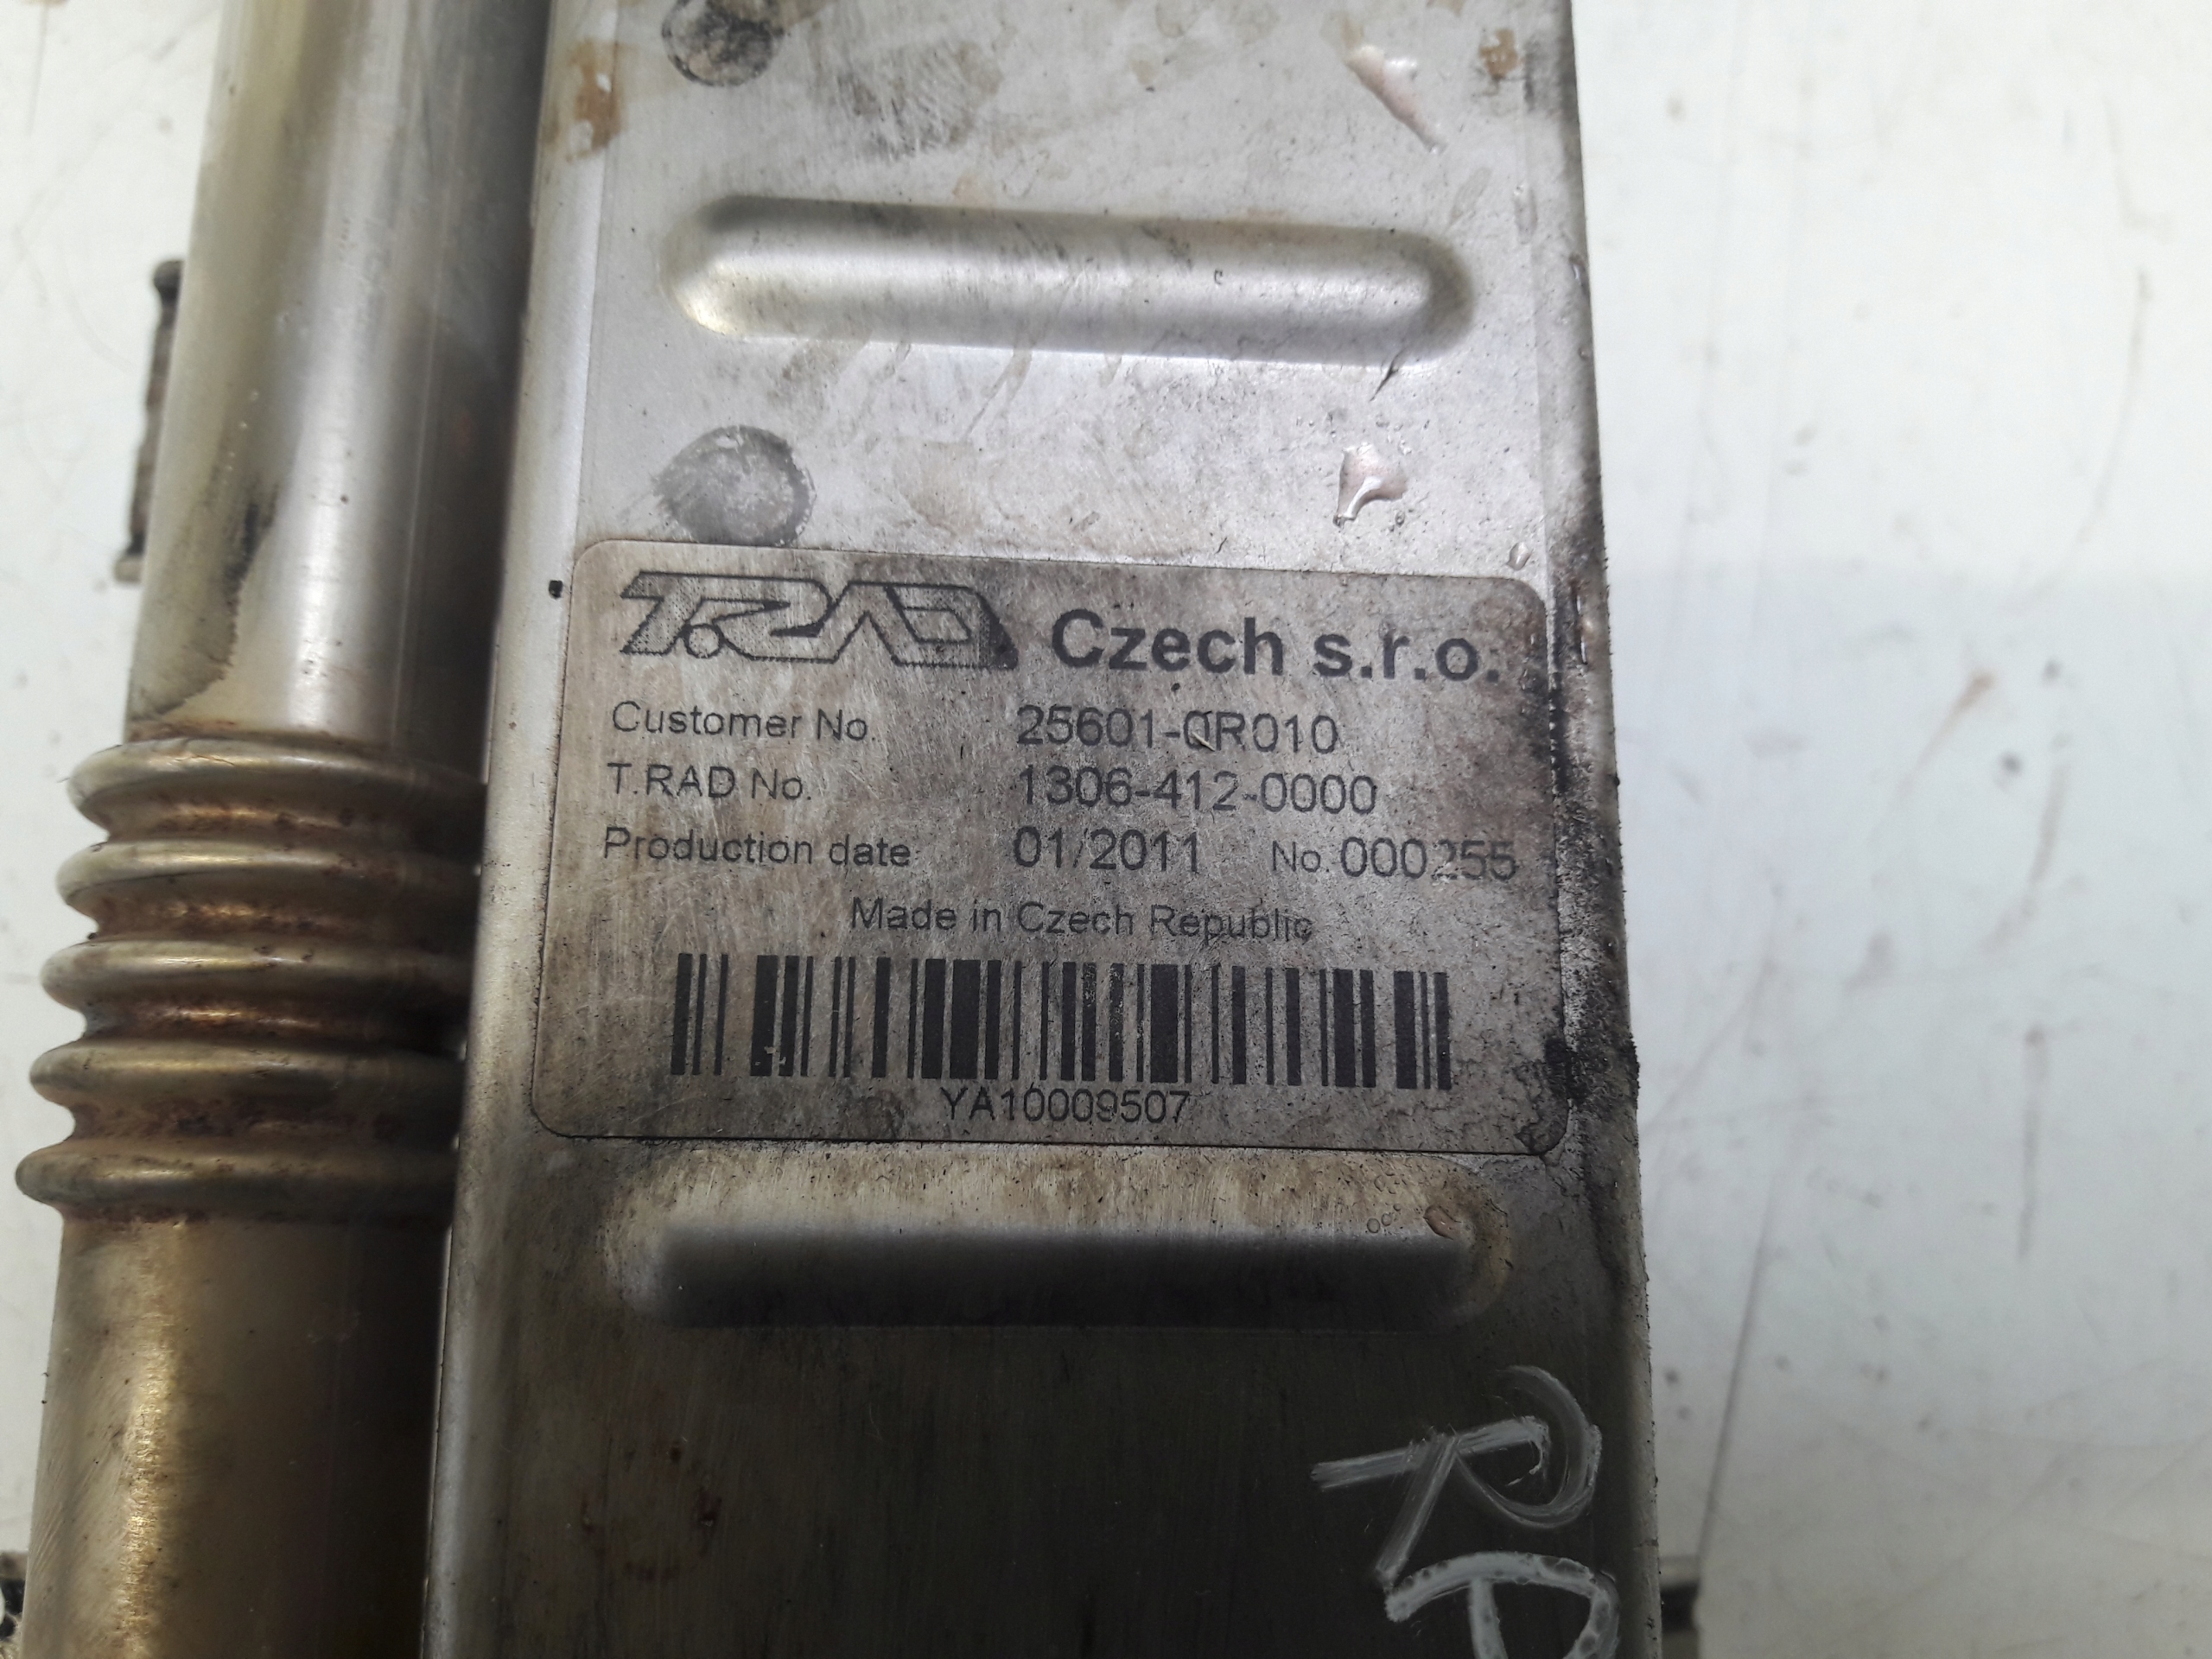 T.RAD Czech s.r.o.
Customer No. 25601-0R010
T.RAD No. 1306-412-0000
Production date 01/2011 No. 000255
Made in Czech Republic
YA10009507